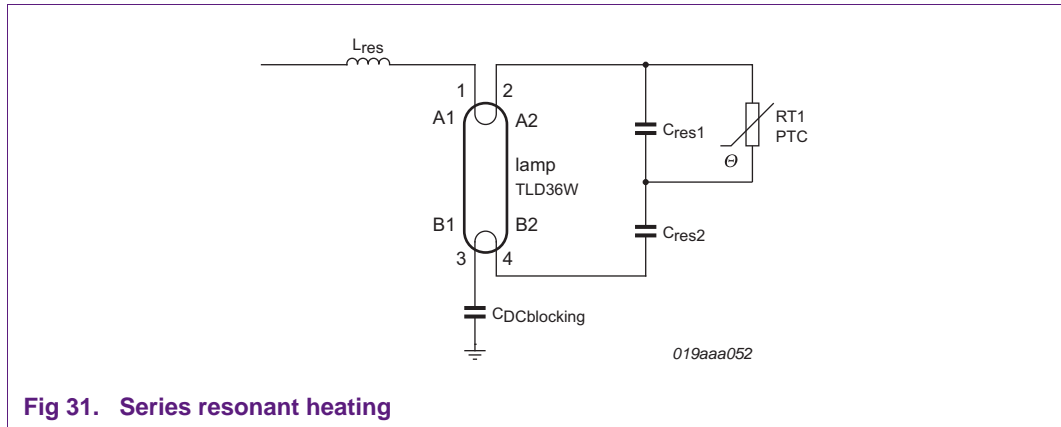 Lres
1 2
A1 A2
Cres1
RT1
PTC
Θ
lamp
TLD36W
B1 B2
Cres2
3 4
CDCblocking
019aaa052
Fig 31. Series resonant heating